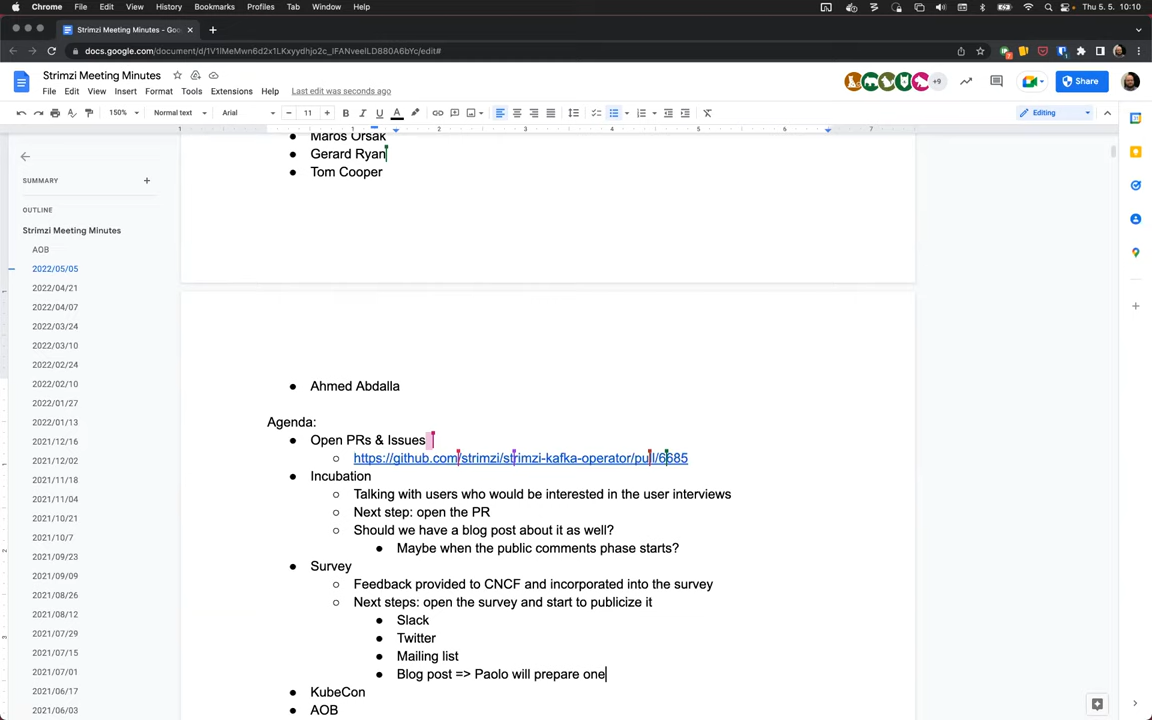 Chrome File Edit View History Bookmarks Profiles Tab Window Help Thu 5. 5. 10:10
Strimzi Meeting Minutes - Goo
docs.google.com/document/d/1V1lMeMwn6d2x1LKxyydhjo2c_IFANveelLD880A6bYc/edit#
Strimzi Meeting Minutes
+9
Share
File Edit View Insert Format Tools Extensions Help Last edit was seconds ago
150% Normal text Arial 11 Editing
1 1 2 3 4 5 6 7
SUMMARY
OUTLINE
Strimzi Meeting Minutes
AOB
2022/05/05
2022/04/21
2022/04/07
2022/03/24
2022/03/10
2022/02/24
2022/02/10
2022/01/27
2022/01/13
2021/12/16
2021/12/02
2021/11/18
2021/11/04
2021/10/21
2021/10/7
2021/09/23
2021/09/09
2021/08/26
2021/08/12
2021/07/29
2021/07/15
2021/07/01
2021/06/17
2021/06/03
Maros Orsak
Gerard Ryan
Tom Cooper
Ahmed Abdalla
Agenda:
Open PRs & Issues
https://github.com/strimzi/strimzi-kafka-operator/pull/6685
Incubation
Talking with users who would be interested in the user interviews
Next step: open the PR
Should we have a blog post about it as well?
Maybe when the public comments phase starts?
Survey
Feedback provided to CNCF and incorporated into the survey
Next steps: open the survey and start to publicize it
Slack
Twitter
Mailing list
Blog post => Paolo will prepare one
KubeCon
AOB